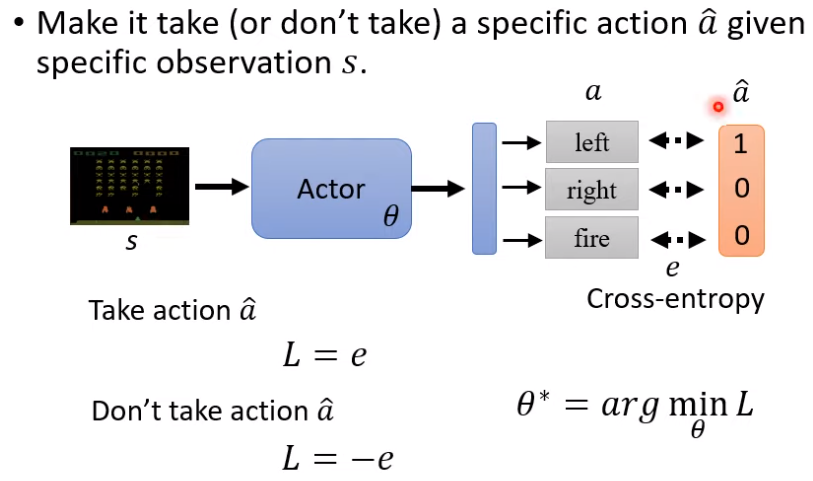 • Make it take (or don't take) a specific action â given
specific observation s.
a
â
left
1
Actor
right
0
θ
fire
0
s
e
Cross-entropy
Take action â
L = e
Don't take action â
θ* = arg min L
θ
L = −e